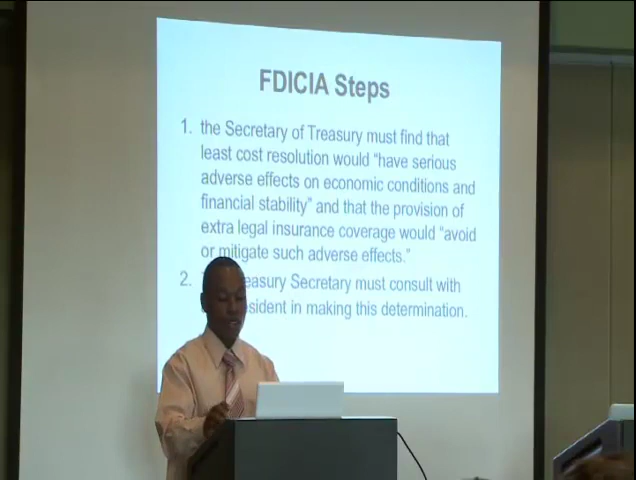 FDICIA Steps
1. the Secretary of Treasury must find that
least cost resolution would “have serious
adverse effects on economic conditions and
financial stability” and that the provision of
extra legal insurance coverage would “avoid
or mitigate such adverse effects.”
2. Treasury Secretary must consult with
in making this determination.